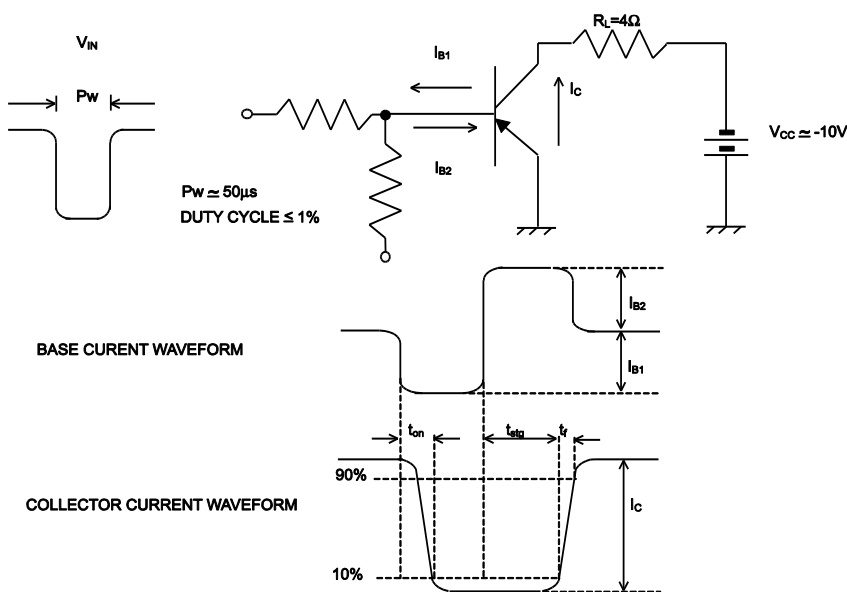 RL=4Ω
VIN
IB1
Pw
IC
VCC ≃ -10V
IB2
Pw ≃ 50µs
DUTY CYCLE ≤ 1%
IB2
BASE CURENT WAVEFORM
IB1
ton
tstg
tf
90%
COLLECTOR CURRENT WAVEFORM
IC
10%